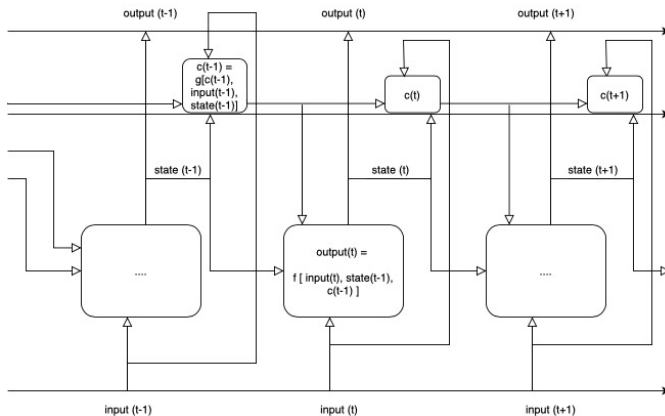 output (t-1)
output (t)
output(t+1)
c(t-1) =
g[c(t-1),
input(t-1),
state(t-1)]
c(t)
c(t+1)
state (t-1)
state (t)
state (t+1)
....
output(t) =
f [ input(t), state(t-1),
c(t-1) ]
....
input (t-1)
input (t)
input (t+1)